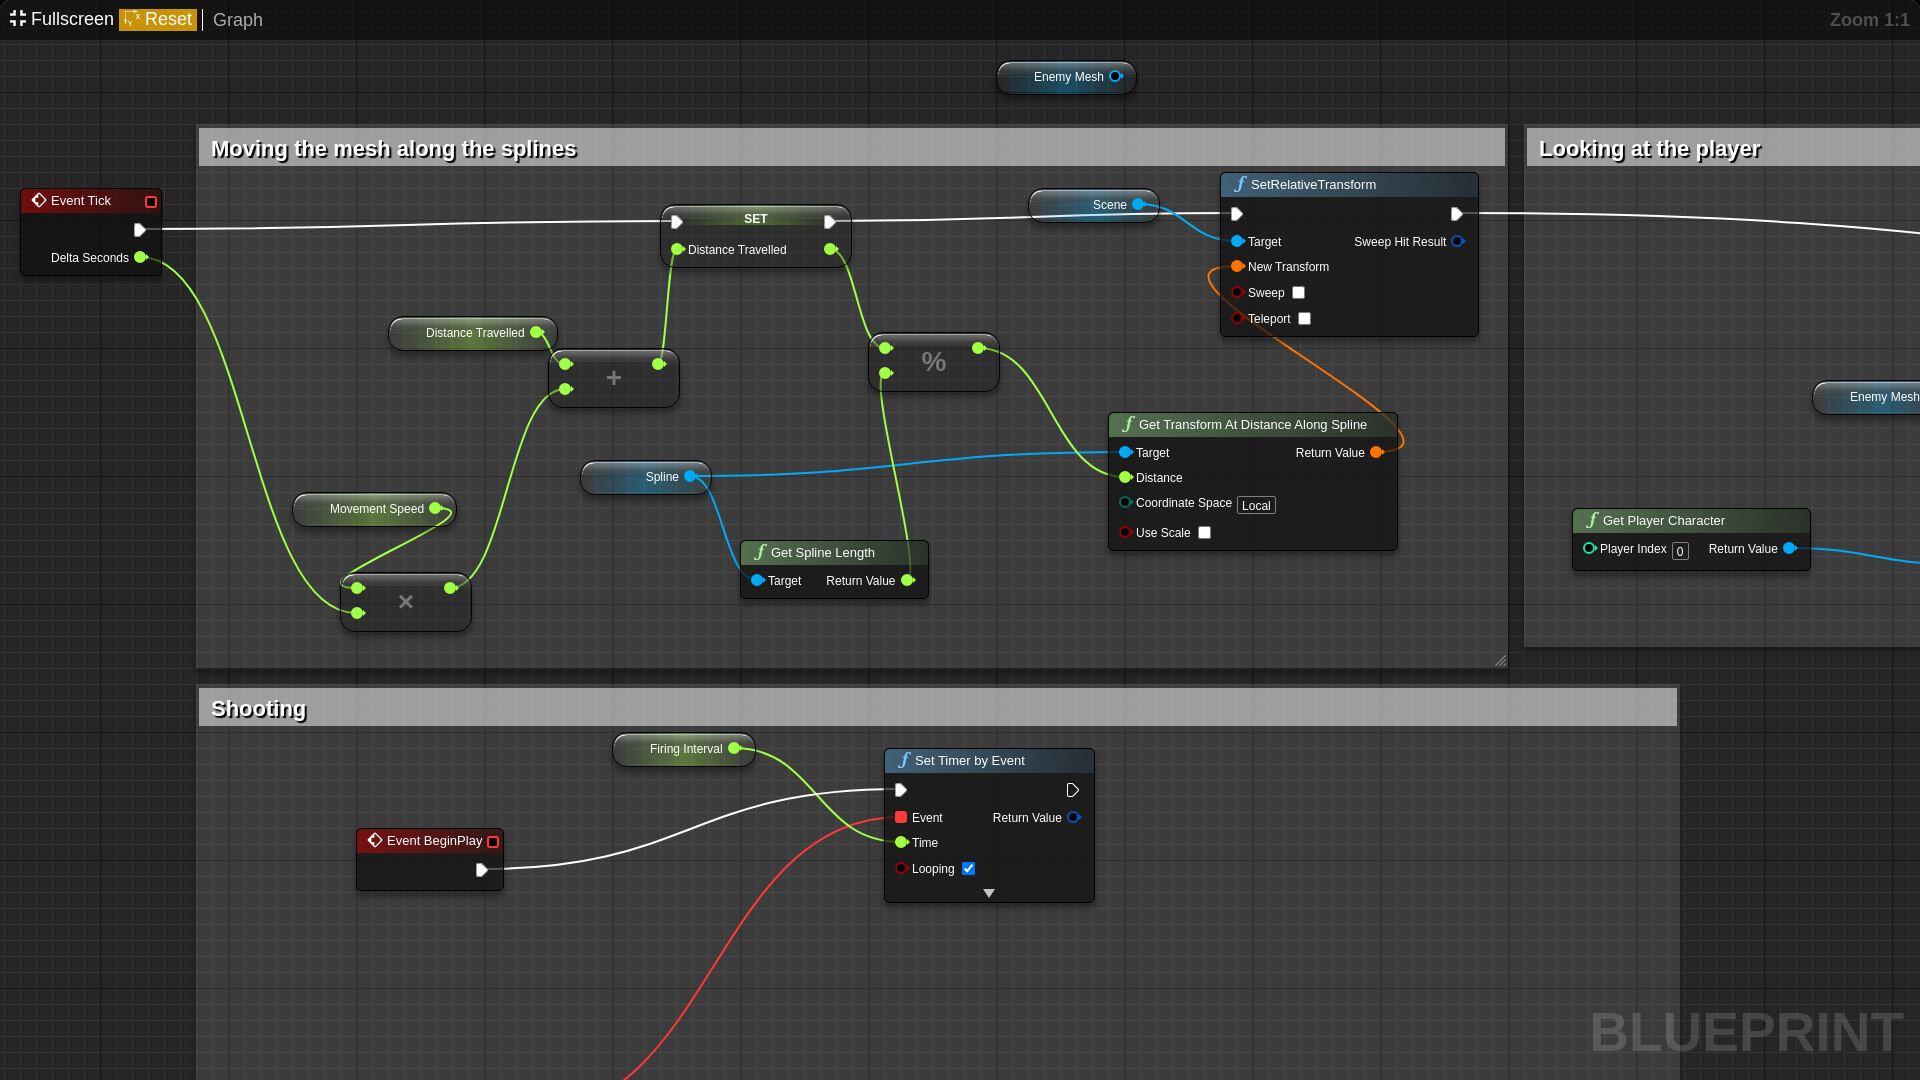 Fullscreen Reset Graph
Zoom 1:1
Enemy Mesh
Moving the mesh along the splines
Looking at the player
Event Tick
Delta Seconds
SET
Distance Travelled
Scene
SetRelativeTransform
Target
Sweep Hit Result
New Transform
Sweep
Teleport
Distance Travelled
+
%
Enemy Mesh
Get Transform At Distance Along Spline
Target
Return Value
Distance
Coordinate Space Local
Use Scale
Spline
Movement Speed
Get Spline Length
Target
Return Value
×
Get Player Character
Player Index 0
Return Value
Shooting
Firing Interval
Set Timer by Event
Event
Return Value
Time
Looping
Event BeginPlay
BLUEPRINT